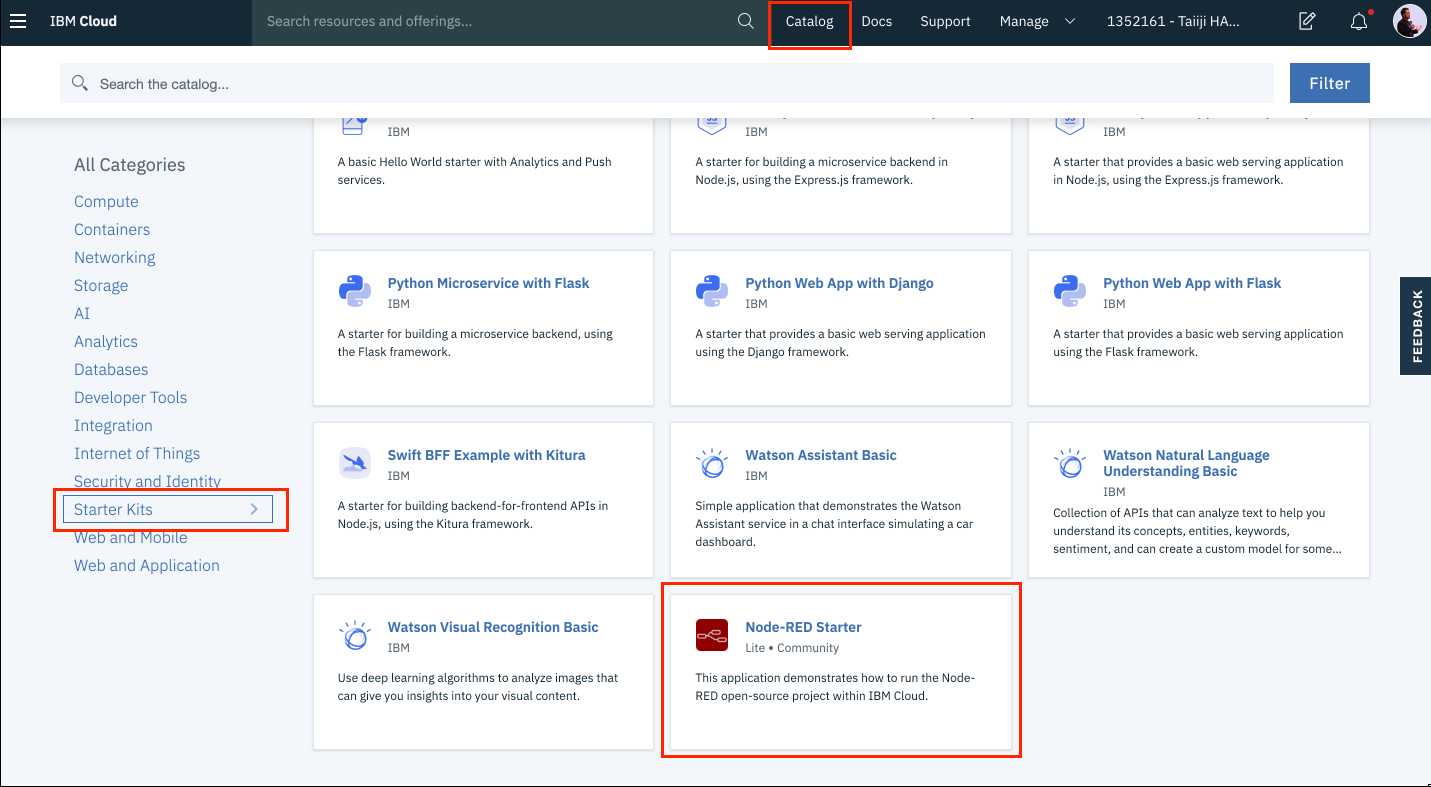 IBM Cloud
Search resources and offerings...
Catalog
Docs
Support
Manage
1352161 - Taiiji HA...
Search the catalog...
Filter
All Categories
Compute
Containers
Networking
Storage
AI
Analytics
Databases
Developer Tools
Integration
Internet of Things
Security and Identity
Starter Kits
Web and Mobile
Web and Application
IBM
A basic Hello World starter with Analytics and Push
services.
IBM
A starter for building a microservice backend in
Node.js, using the Express.js framework.
IBM
A starter that provides a basic web serving application
in Node.js, using the Express.js framework.
Python Microservice with Flask
IBM
A starter for building a microservice backend, using
the Flask framework.
Python Web App with Django
IBM
A starter that provides a basic web serving application
using the Django framework.
Python Web App with Flask
IBM
A starter that provides a basic web serving application
using the Flask framework.
Swift BFF Example with Kitura
IBM
A starter for building backend-for-frontend APIs in
Node.js, using the Kitura framework.
Watson Assistant Basic
IBM
Simple application that demonstrates the Watson
Assistant service in a chat interface simulating a car
dashboard.
Watson Natural Language
Understanding Basic
IBM
Collection of APIs that can analyze text to help you
understand its concepts, entities, keywords,
sentiment, and can create a custom model for some...
Watson Visual Recognition Basic
IBM
Use deep learning algorithms to analyze images that
can give you insights into your visual content.
Node-RED Starter
Lite • Community
This application demonstrates how to run the Node-
RED open-source project within IBM Cloud.
FEEDBACK